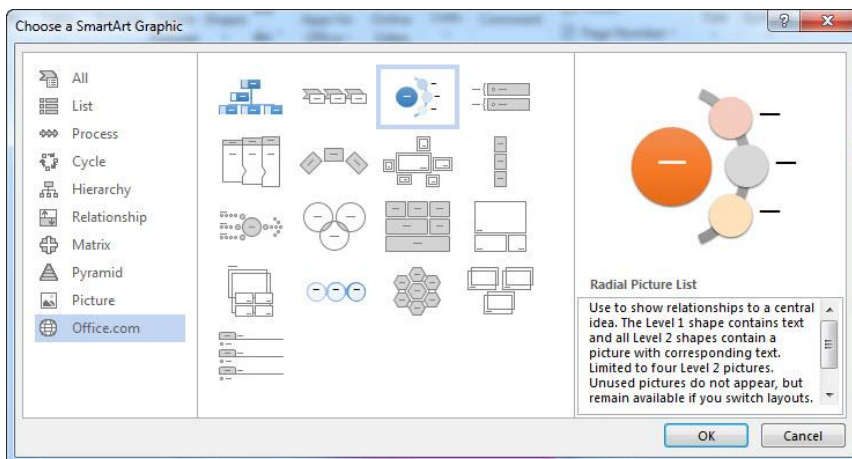 Choose a SmartArt Graphic
All
List
Process
Cycle
Hierarchy
Relationship
Matrix
Pyramid
Picture
Office.com
Radial Picture List
Use to show relationships to a central
idea. The Level 1 shape contains text
and all Level 2 shapes contain a
picture with corresponding text.
Limited to four Level 2 pictures.
Unused pictures do not appear, but
remain available if you switch layouts.
OK
Cancel